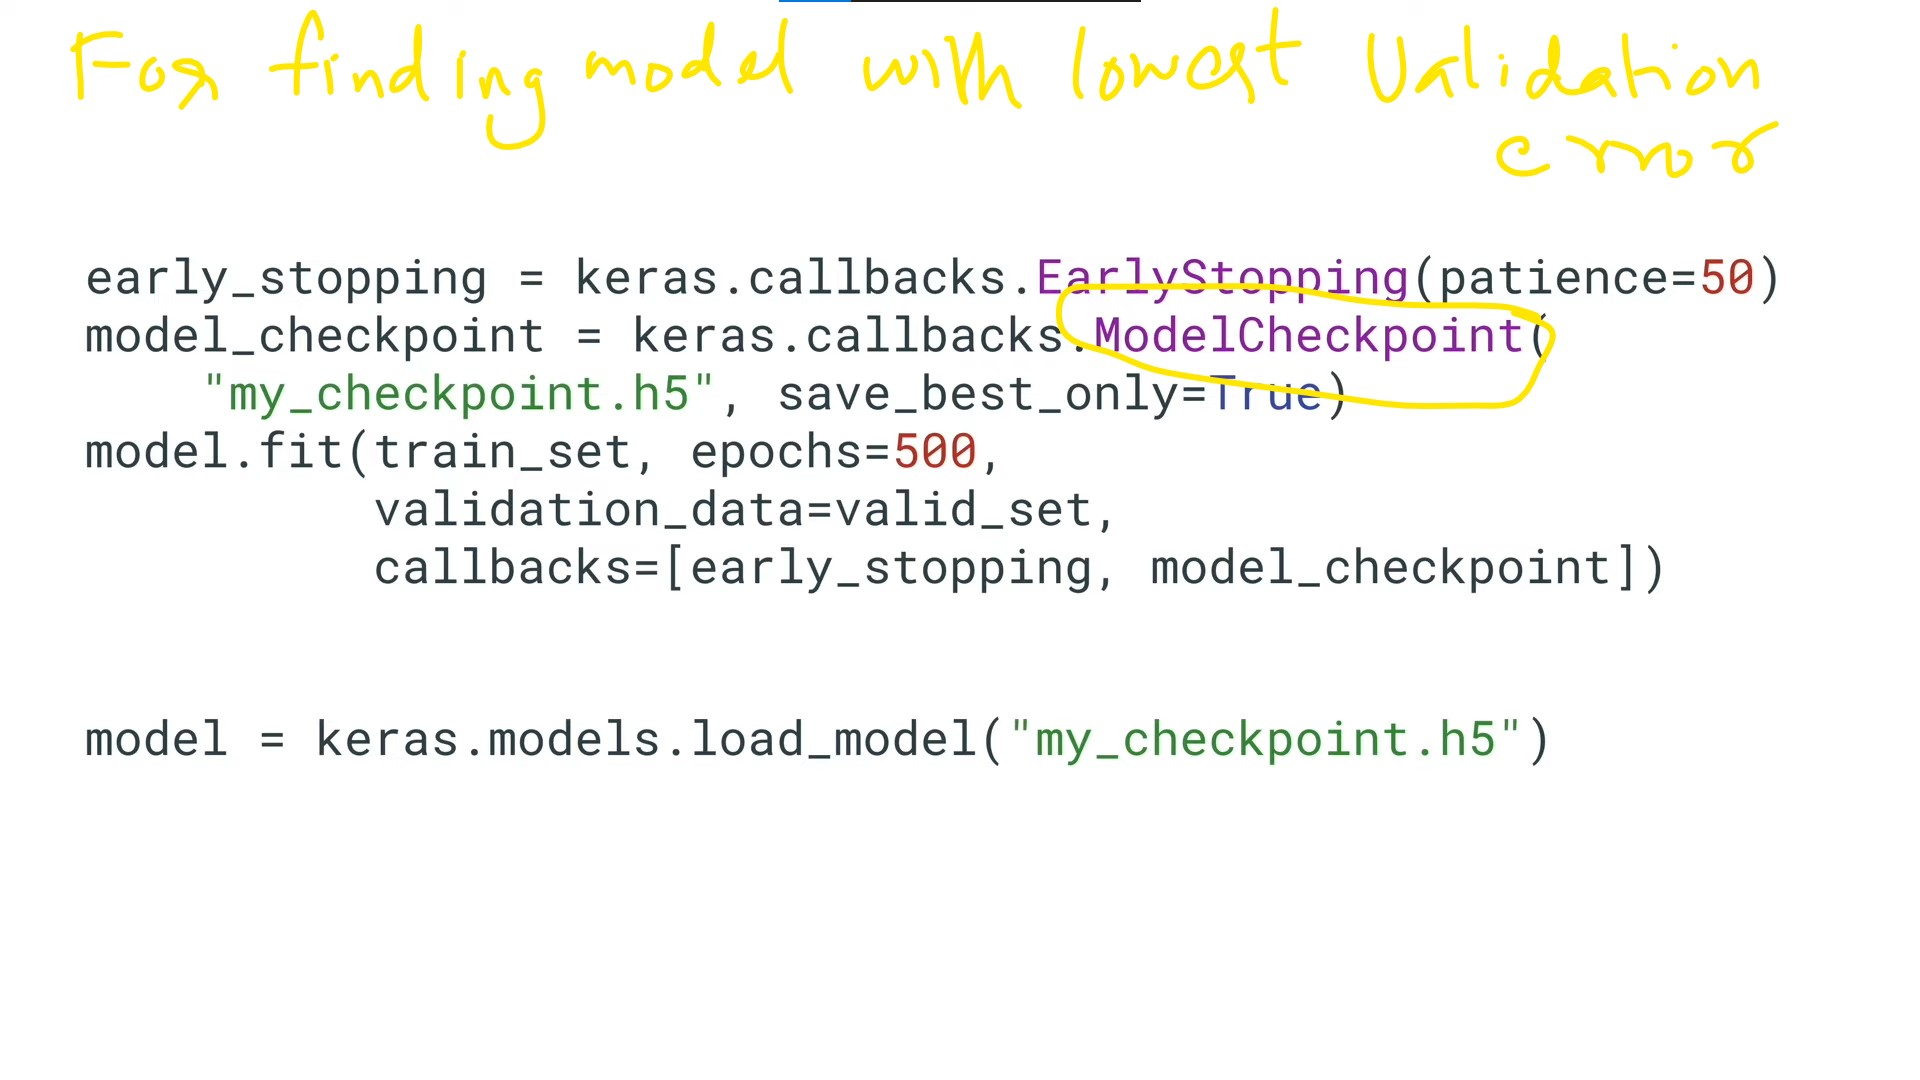 For finding model with lowest Validation
error
early_stopping = keras.callbacks.EarlyStopping(patience=50)
model_checkpoint = keras.callbacks.ModelCheckpoint(
    "my_checkpoint.h5", save_best_only=True)
model.fit(train_set, epochs=500,
          validation_data=valid_set,
          callbacks=[early_stopping, model_checkpoint])
model = keras.models.load_model("my_checkpoint.h5")